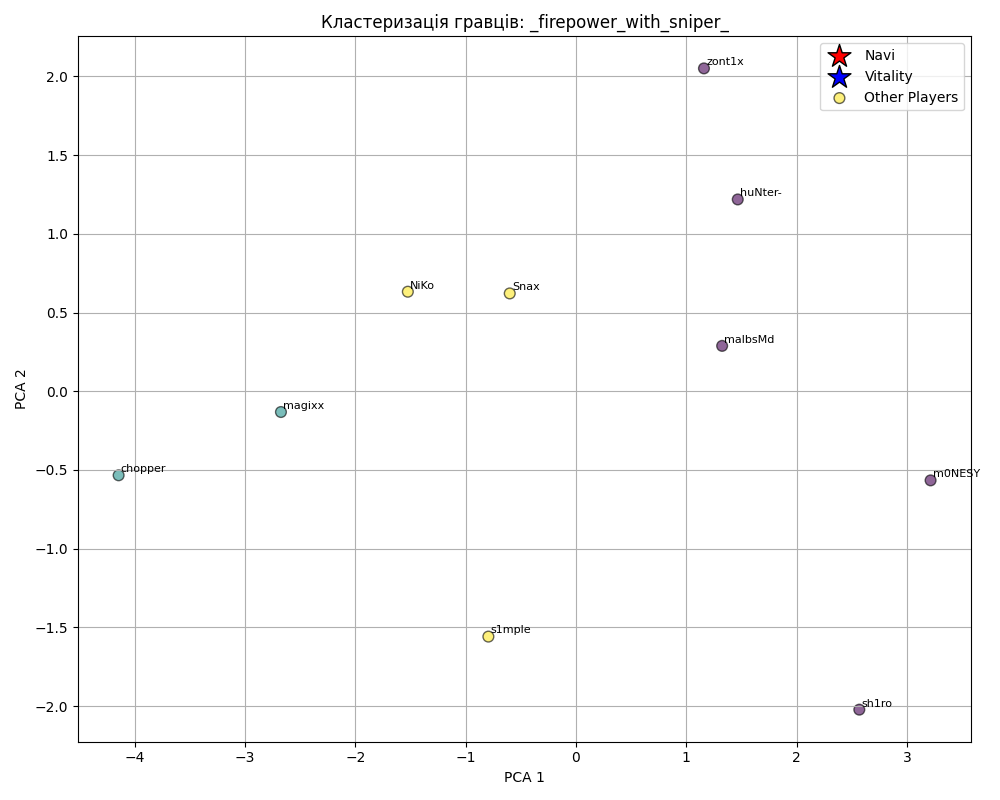 Кластеризація гравців: _firepower_with_sniper_
Navi
Vitality
Other Players
zont1x
huNter-
NiKo
Snax
malbsMd
magixx
chopper
m0NESY
s1mple
sh1ro
2.0
1.5
1.0
0.5
0.0
−0.5
−1.0
−1.5
−2.0
PCA 2
−4
−3
−2
−1
0
1
2
3
PCA 1